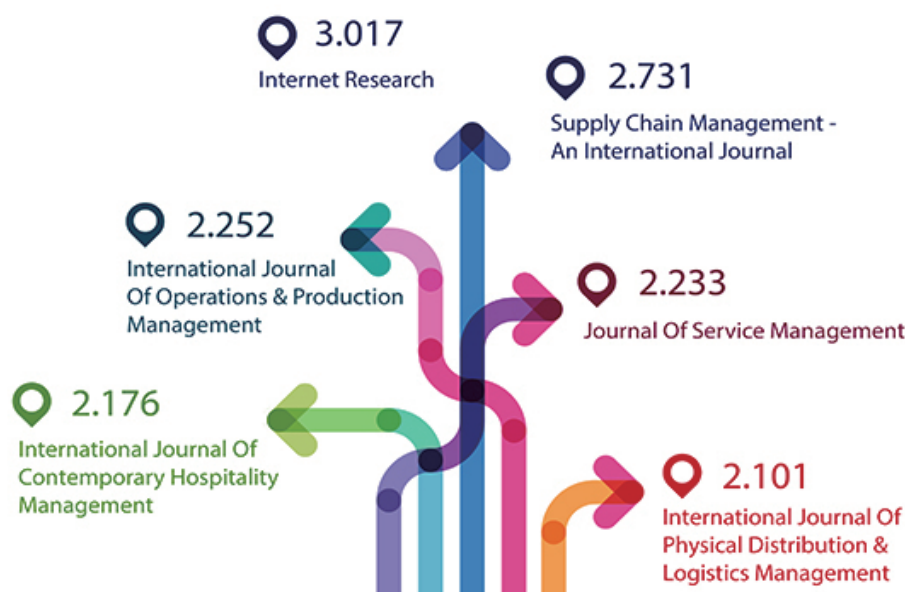 3.017
Internet Research
2.731
Supply Chain Management -
An International Journal
2.252
International Journal
Of Operations & Production
Management
2.233
Journal Of Service Management
2.176
International Journal Of
Contemporary Hospitality
Management
2.101
International Journal Of
Physical Distribution &
Logistics Management